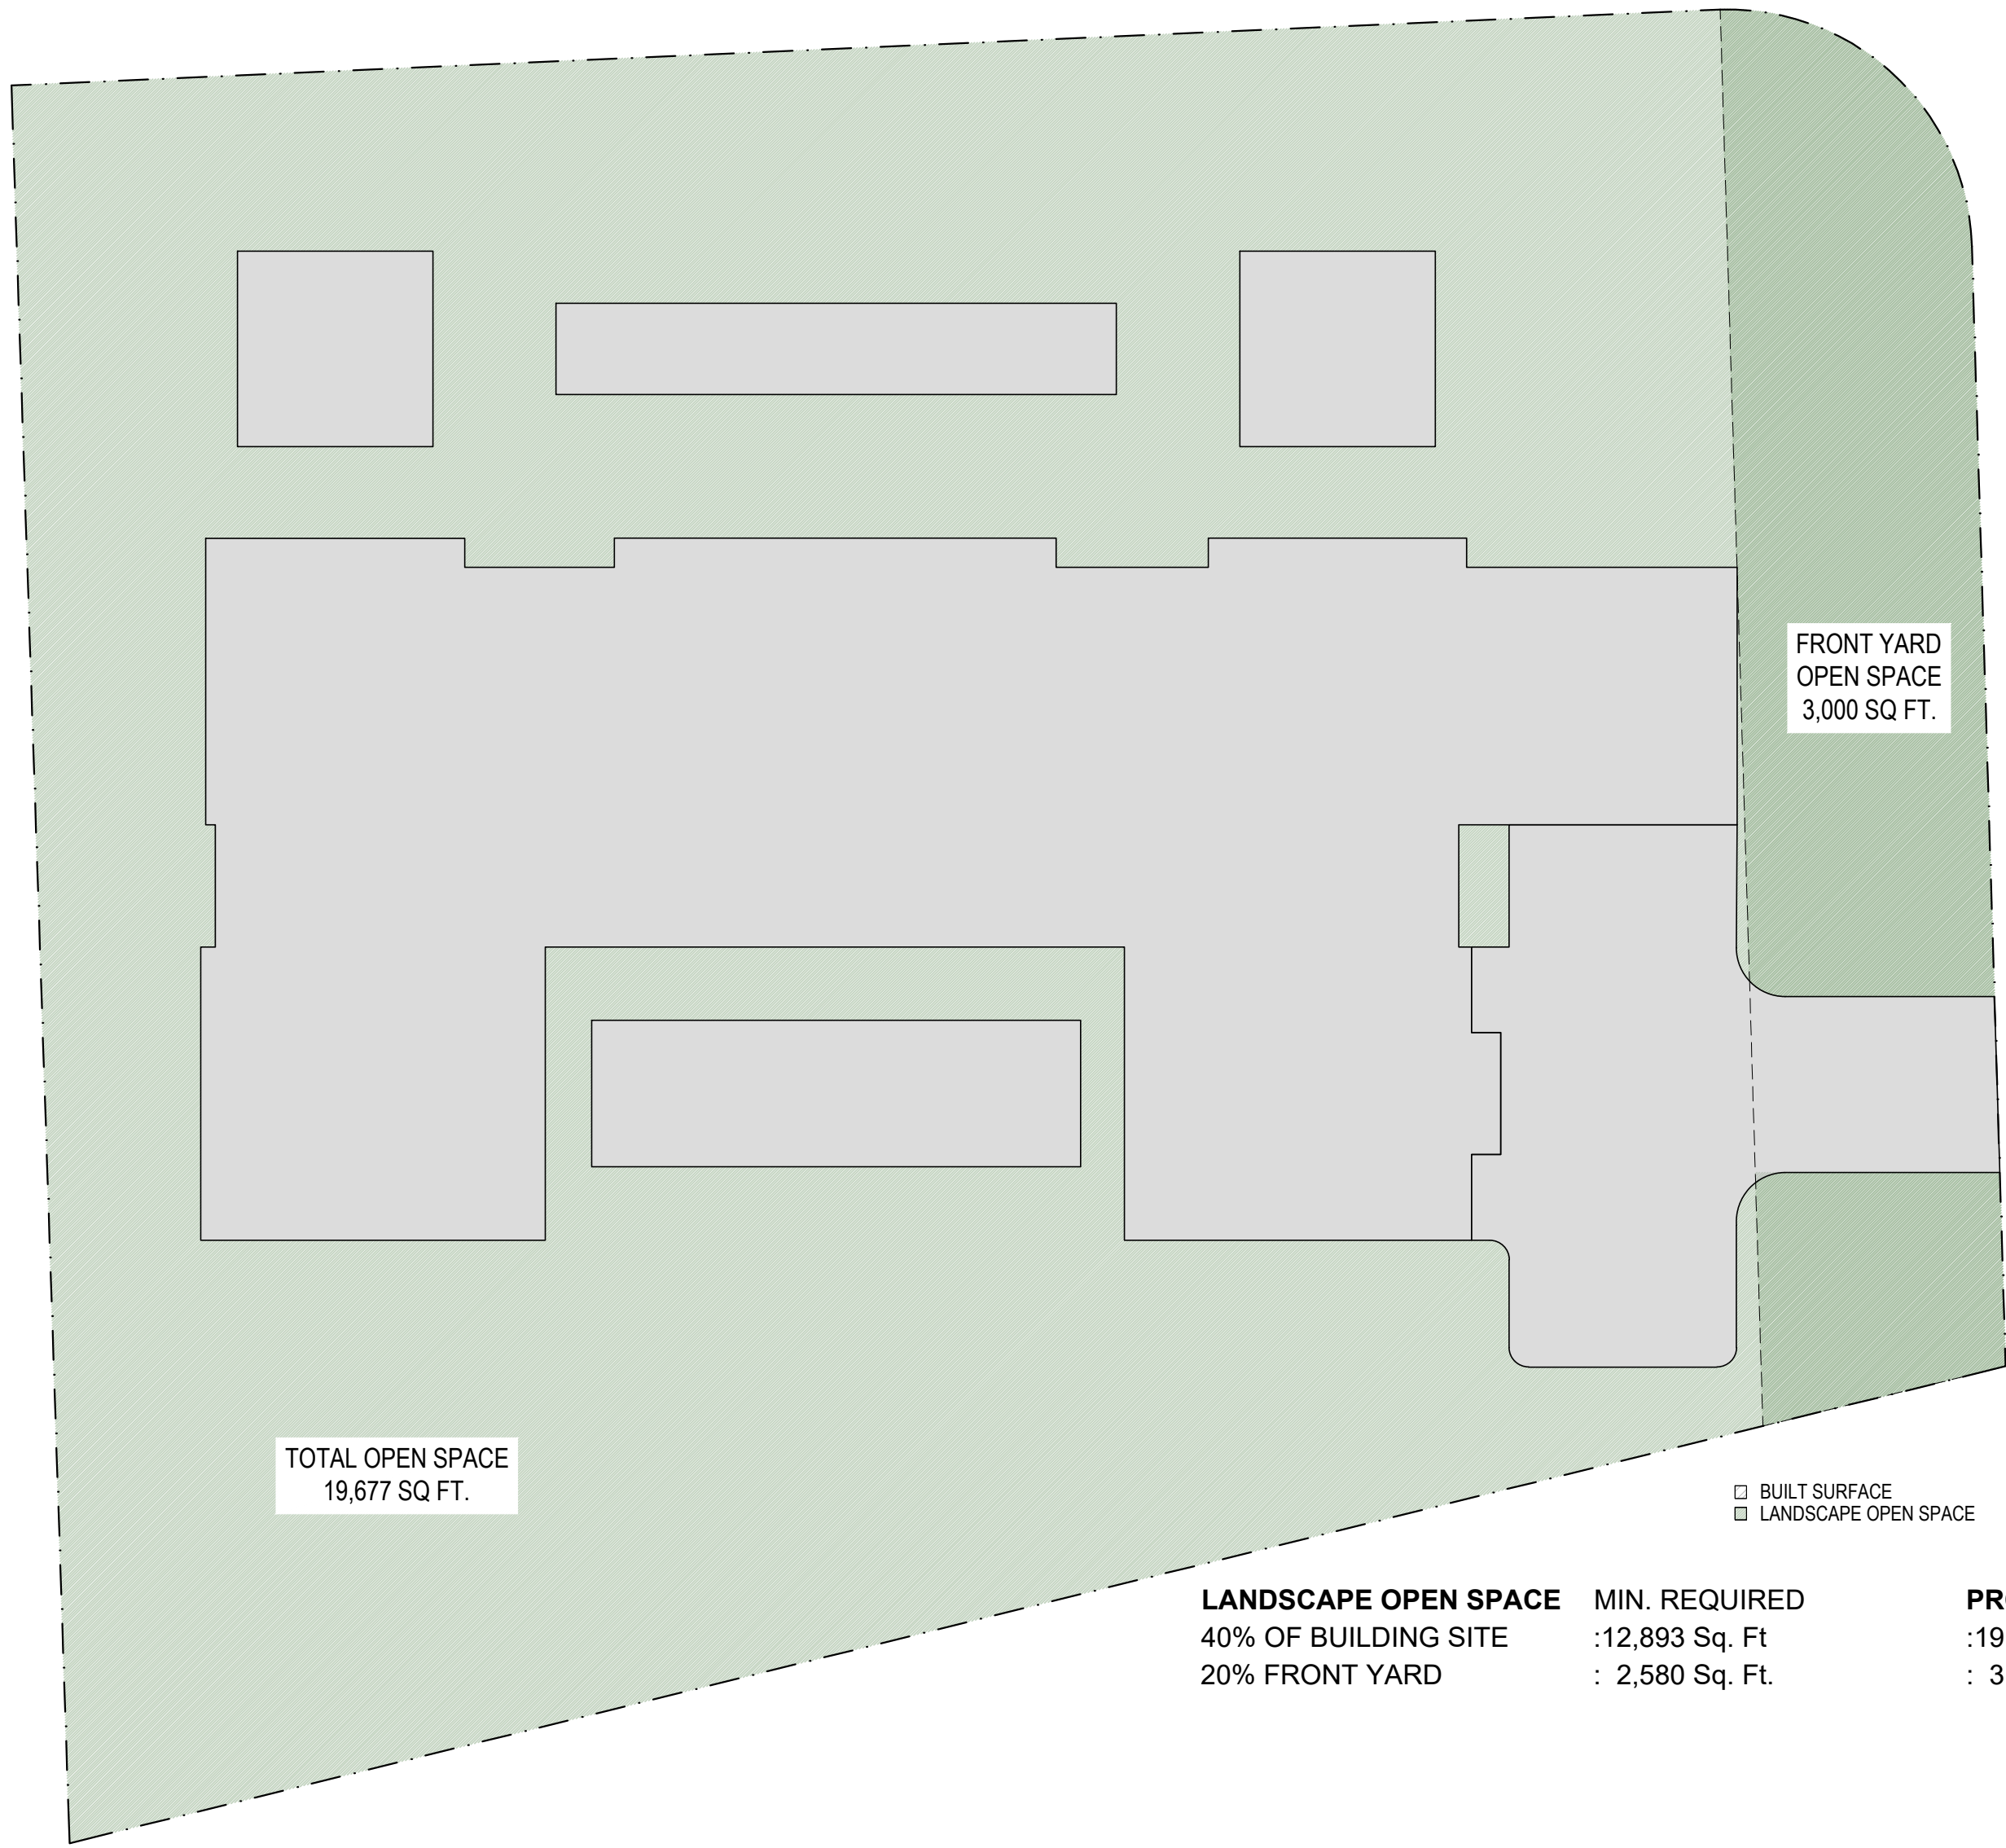 FRONT YARD
OPEN SPACE
3,000 SQ FT.
TOTAL OPEN SPACE
19,677 SQ FT.
BUILT SURFACE
LANDSCAPE OPEN SPACE
LANDSCAPE OPEN SPACE MIN. REQUIRED
40% OF BUILDING SITE :12,893 Sq. Ft :19
20% FRONT YARD : 2,580 Sq. Ft. : 3